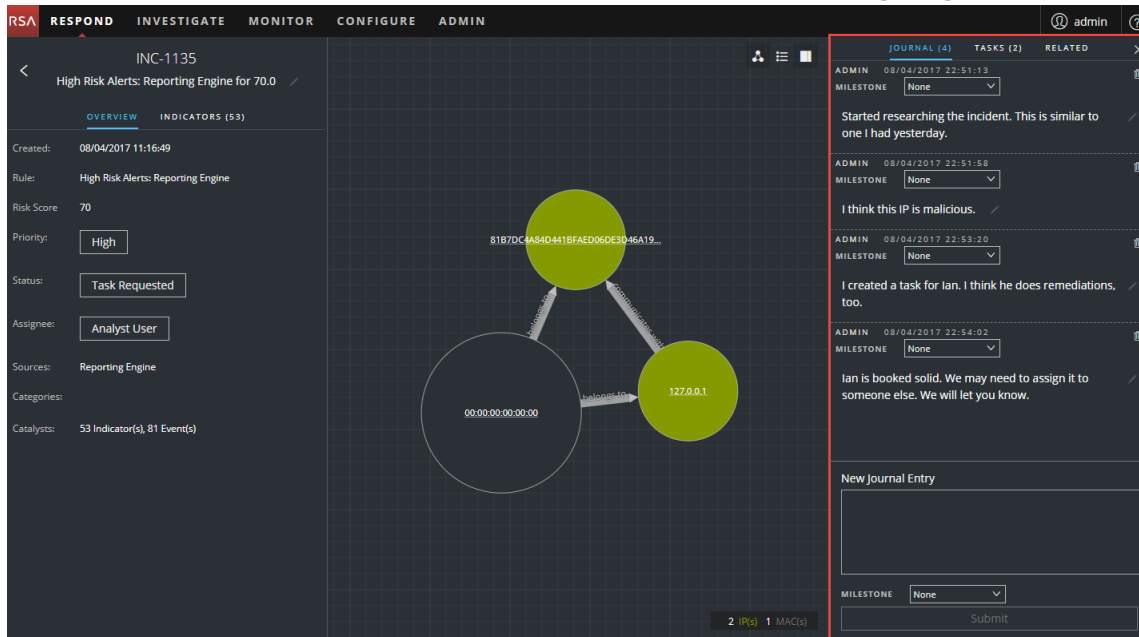 RSA RESPOND INVESTIGATE MONITOR CONFIGURE ADMIN admin
INC-1135
High Risk Alerts: Reporting Engine for 70.0
OVERVIEW INDICATORS (53)
Created: 08/04/2017 11:16:49
Rule: High Risk Alerts: Reporting Engine
Risk Score 70
Priority: High
Status: Task Requested
Assignee: Analyst User
Sources: Reporting Engine
Categories:
Catalysts: 53 Indicator(s), 81 Event(s)
81B7DC4A84D441BFAED06DE3D46A19...
belongs to
communicates with
00:00:00:00:00:00
belongs to
127.0.0.1
2 IP(s) 1 MAC(s)
JOURNAL (4) TASKS (2) RELATED
ADMIN 08/04/2017 22:51:13
MILESTONE None
Started researching the incident. This is similar to
one I had yesterday.
ADMIN 08/04/2017 22:51:58
MILESTONE None
I think this IP is malicious.
ADMIN 08/04/2017 22:53:20
MILESTONE None
I created a task for Ian. I think he does remediations,
too.
ADMIN 08/04/2017 22:54:02
MILESTONE None
Ian is booked solid. We may need to assign it to
someone else. We will let you know.
New Journal Entry
MILESTONE None
Submit